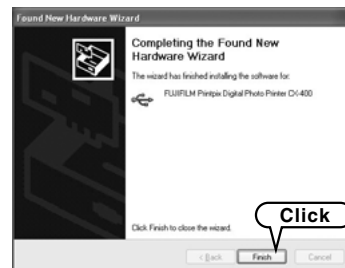 Found New Hardware Wizard
Completing the Found New
Hardware Wizard
The wizard has finished installing the software for:
FUJIFILM Printpix Digital Photo Printer CX-400
Click Finish to close the wizard.
Click
< Back
Finish
Cancel